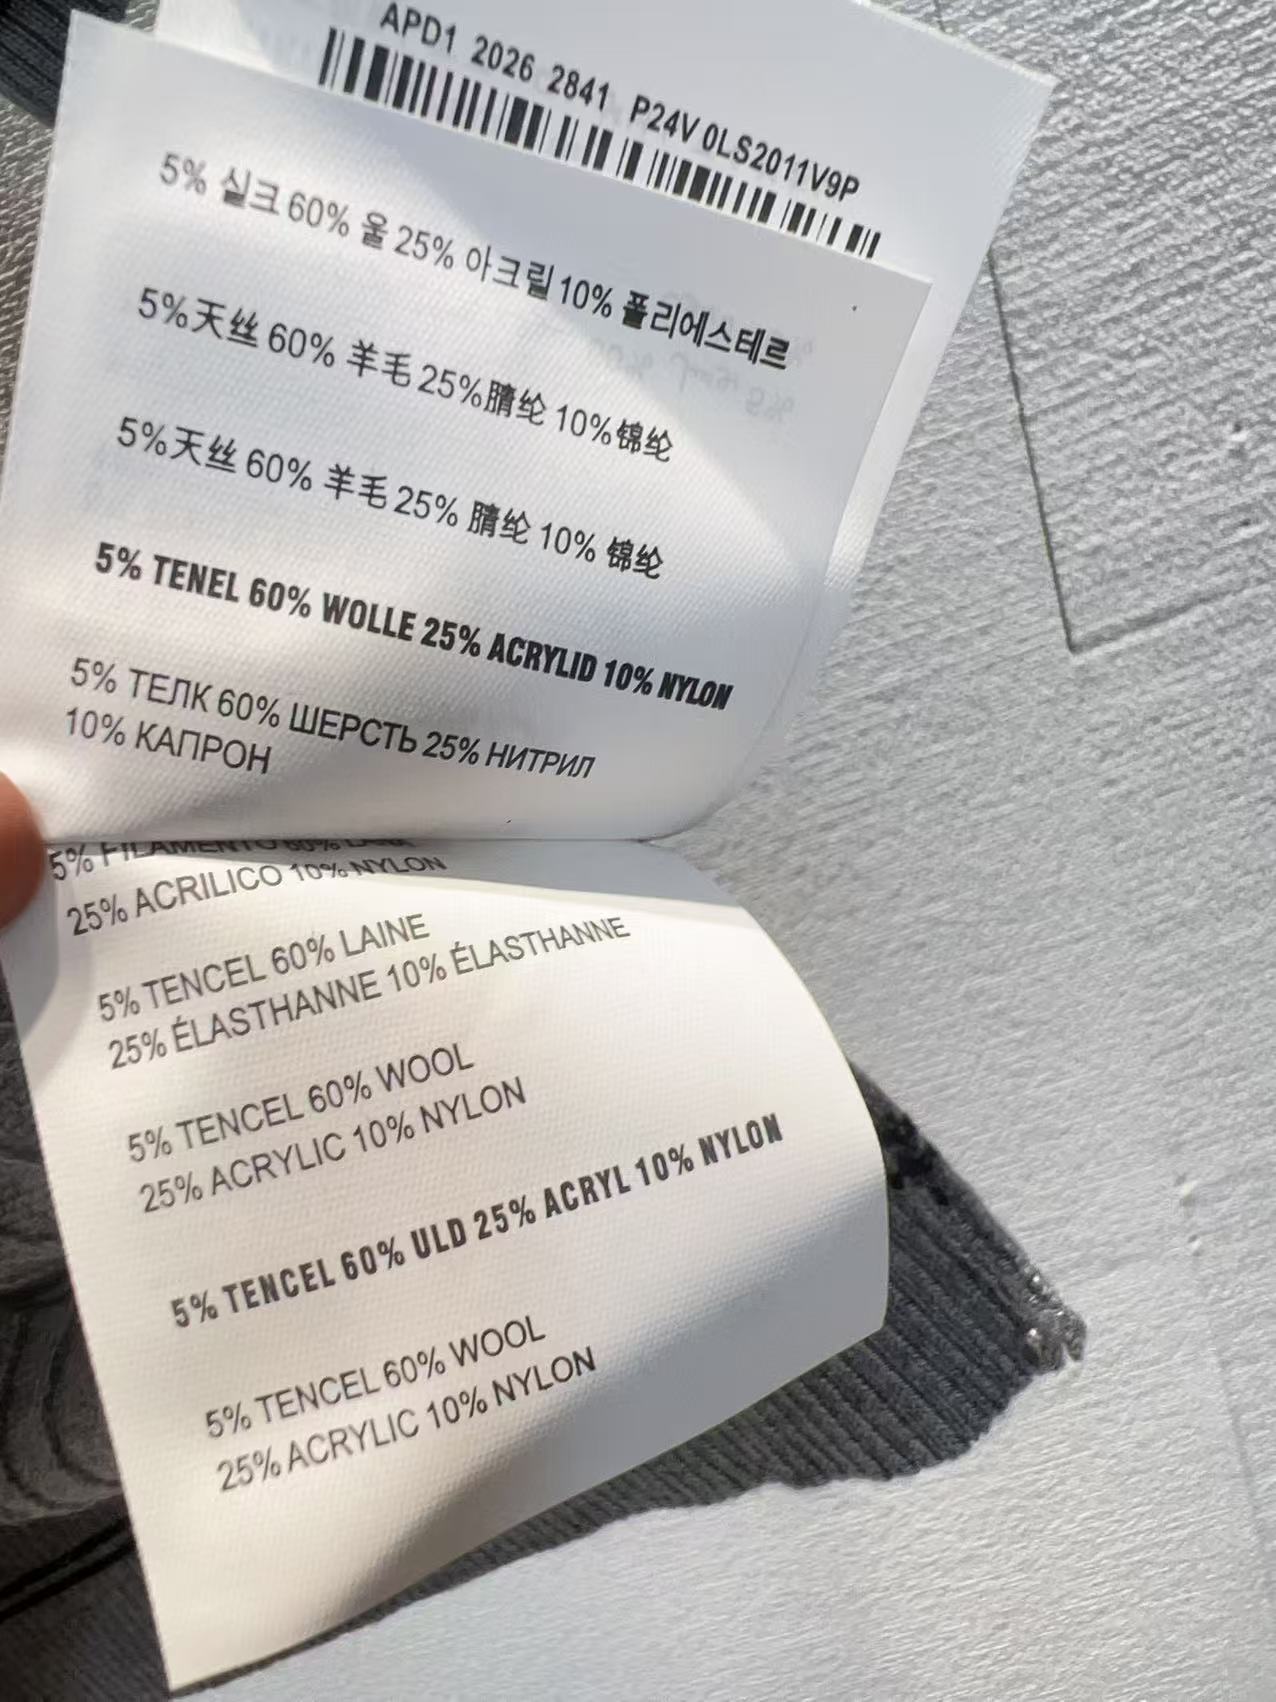 APD1 2026 2841 P24V 0LS2011V9P
5% 실크 60% 울 25% 아크릴 10% 폴리에스테르
5%天丝 60% 羊毛 25%腈纶 10%锦纶
5%天丝 60% 羊毛 25% 腈纶 10% 锦纶
5% TENEL 60% WOLLE 25% ACRYLID 10% NYLON
5% ТЕЛК 60% ШЕРСТЬ 25% НИТРИЛ
10% КАПРОН
5% FILAMENTO 60% LANA
25% ACRILICO 10% NYLON
5% TENCEL 60% LAINE
25% ÉLASTHANNE 10% ÉLASTHANNE
5% TENCEL 60% WOOL
25% ACRYLIC 10% NYLON
5% TENCEL 60% ULD 25% ACRYL 10% NYLON
5% TENCEL 60% WOOL
25% ACRYLIC 10% NYLON